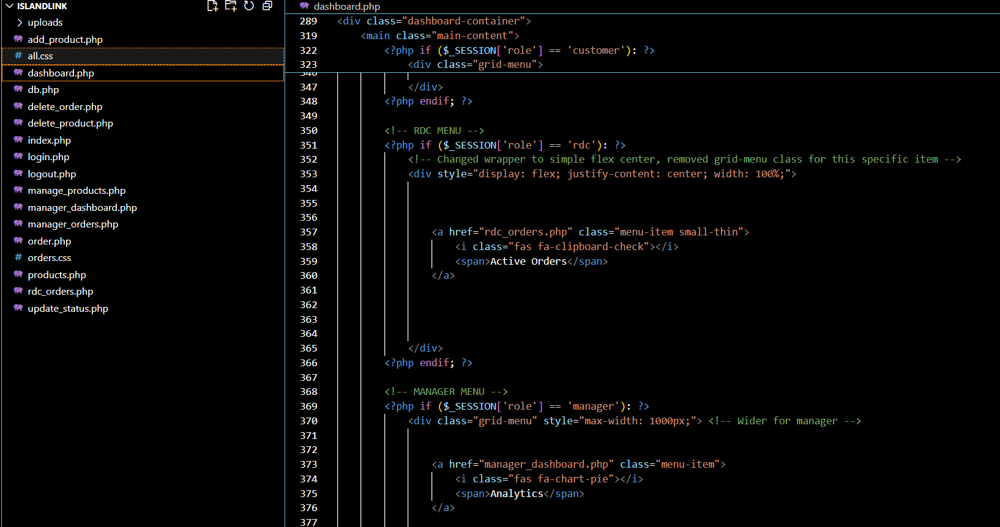 ISLANDLINK
uploads
add_product.php
# all.css
dashboard.php
db.php
delete_order.php
delete_product.php
index.php
login.php
logout.php
manage_products.php
manager_dashboard.php
manager_orders.php
order.php
# orders.css
products.php
rdc_orders.php
update_status.php
dashboard.php
289 <div class="dashboard-container">
319 <main class="main-content">
322 <?php if ($_SESSION['role'] == 'customer'): ?>
323 <div class="grid-menu">
346
347 </div>
348 <?php endif; ?>
349
350 <!-- RDC MENU -->
351 <?php if ($_SESSION['role'] == 'rdc'): ?>
352 <!-- Changed wrapper to simple flex center, removed grid-menu class for this specific item -->
353 <div style="display: flex; justify-content: center; width: 100%;">
354
355
356
357 <a href="rdc_orders.php" class="menu-item small-thin">
358 <i class="fas fa-clipboard-check"></i>
359 <span>Active Orders</span>
360 </a>
361
362
363
364
365 </div>
366 <?php endif; ?>
367
368 <!-- MANAGER MENU -->
369 <?php if ($_SESSION['role'] == 'manager'): ?>
370 <div class="grid-menu" style="max-width: 1000px;"> <!-- Wider for manager -->
371
372
373 <a href="manager_dashboard.php" class="menu-item">
374 <i class="fas fa-chart-pie"></i>
375 <span>Analytics</span>
376 </a>
377